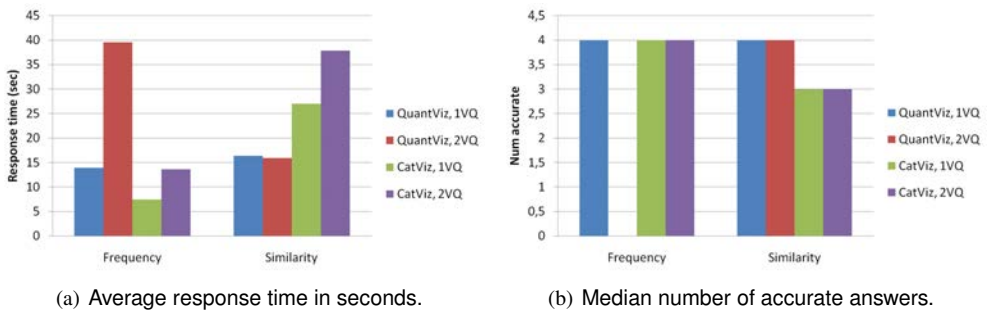 45
40
35
30
25
20
15
10
5
0
Response time (sec)
Frequency Similarity
QuantViz, 1VQ
QuantViz, 2VQ
CatViz, 1VQ
CatViz, 2VQ
(a) Average response time in seconds.
4,5
4
3,5
3
2,5
2
1,5
1
0,5
0
Num accurate
Frequency Similarity
QuantViz, 1VQ
QuantViz, 2VQ
CatViz, 1VQ
CatViz, 2VQ
(b) Median number of accurate answers.